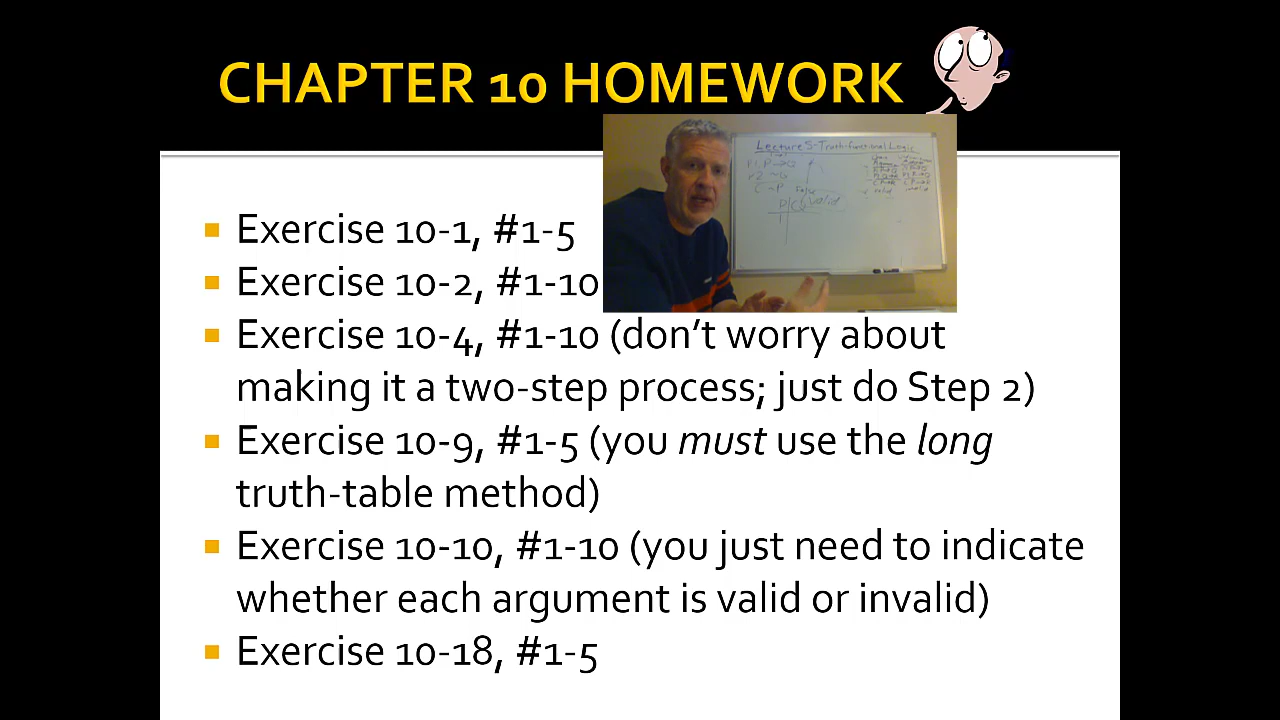 CHAPTER 10 HOMEWORK
Lecture 5-Truth-functional Logic
Exercise 10-1, #1-5
Exercise 10-2, #1-10
Exercise 10-4, #1-10 (don't worry about
making it a two-step process; just do Step 2)
Exercise 10-9, #1-5 (you must use the long
truth-table method)
Exercise 10-10, #1-10 (you just need to indicate
whether each argument is valid or invalid)
Exercise 10-18, #1-5